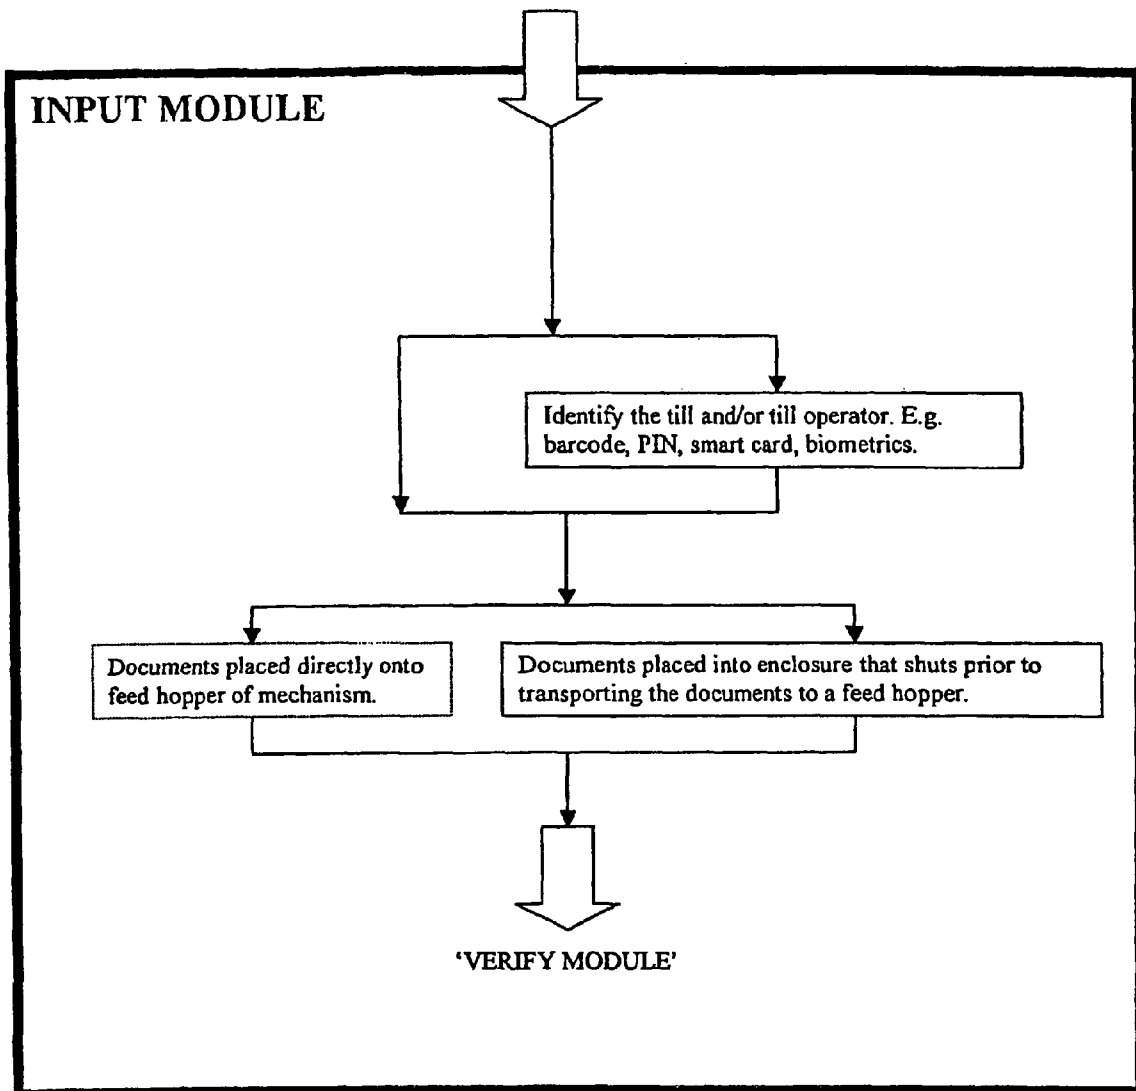 INPUT MODULE
Identify the till and/or till operator. E.g.
barcode, PIN, smart card, biometrics.
Documents placed directly onto
feed hopper of mechanism.
Documents placed into enclosure that shuts prior to
transporting the documents to a feed hopper.
‘VERIFY MODULE’